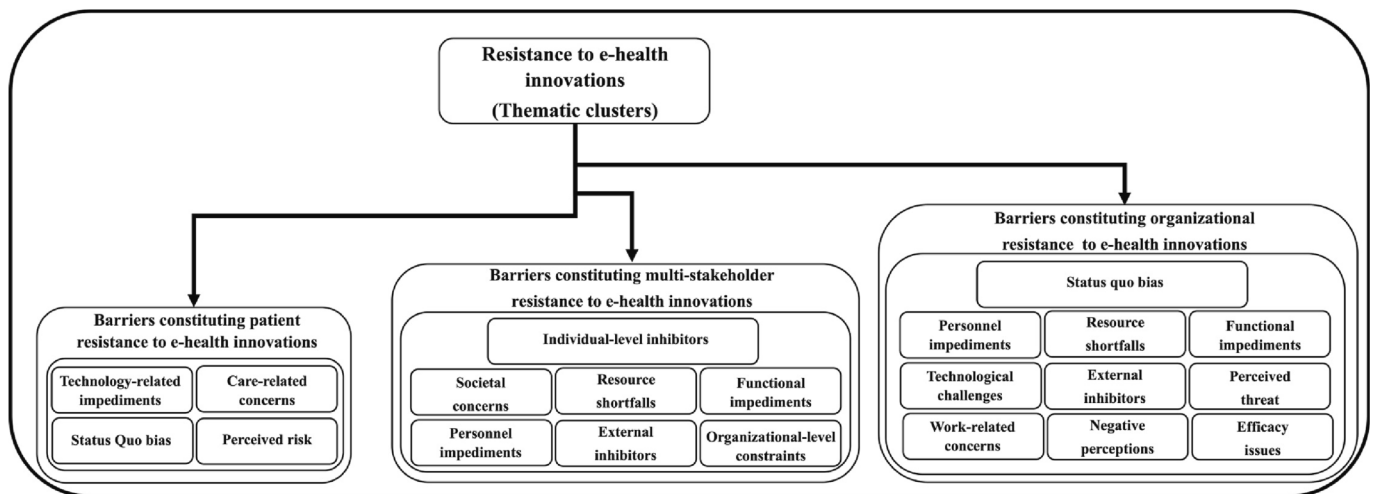 Resistance to e-health
innovations
(Thematic clusters)
Barriers constituting patient
resistance to e-health innovations
Technology-related
impediments
Care-related
concerns
Status Quo bias
Perceived risk
Barriers constituting multi-stakeholder
resistance to e-health innovations
Individual-level inhibitors
Societal
concerns
Resource
shortfalls
Functional
impediments
Personnel
impediments
External
inhibitors
Organizational-level
constraints
Barriers constituting organizational
resistance to e-health innovations
Status quo bias
Personnel
impediments
Resource
shortfalls
Functional
impediments
Technological
challenges
External
inhibitors
Perceived
threat
Work-related
concerns
Negative
perceptions
Efficacy
issues